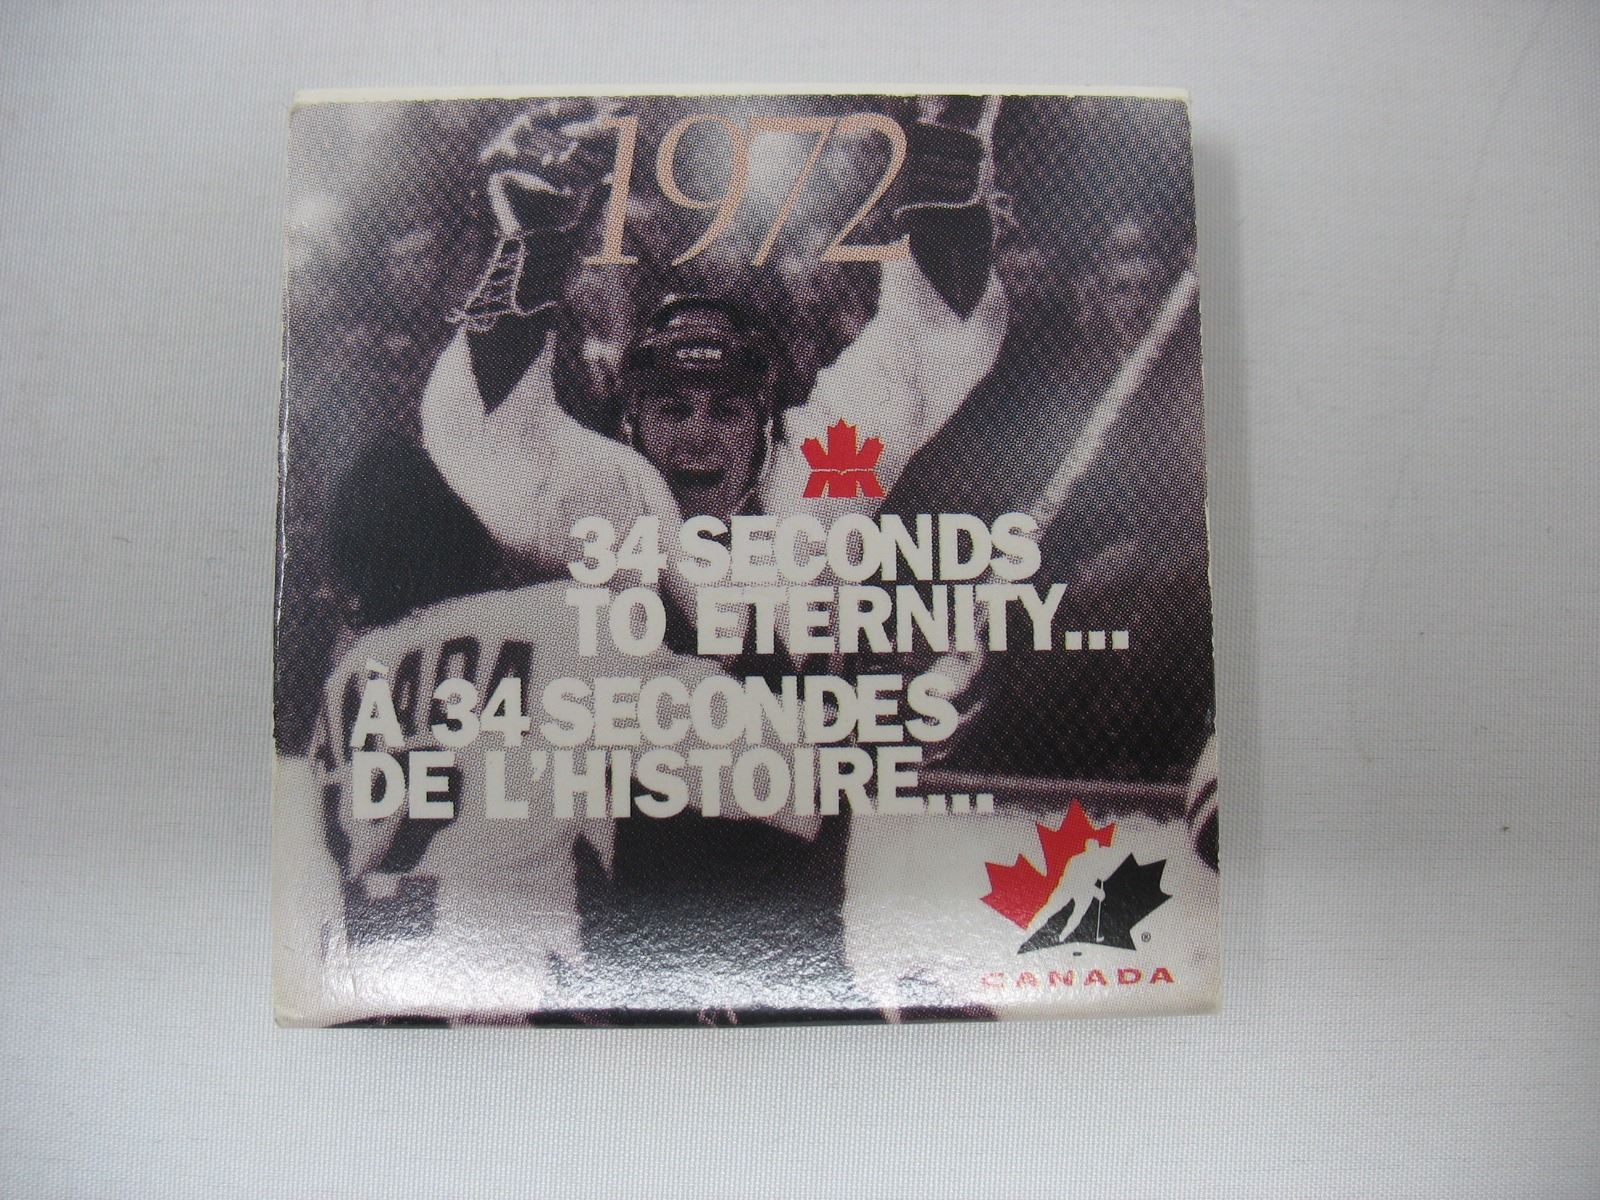 1972
34 SECONDS
TO ETERNITY...
À 34 SECONDES
DE L'HISTOIRE...
®
CANADA